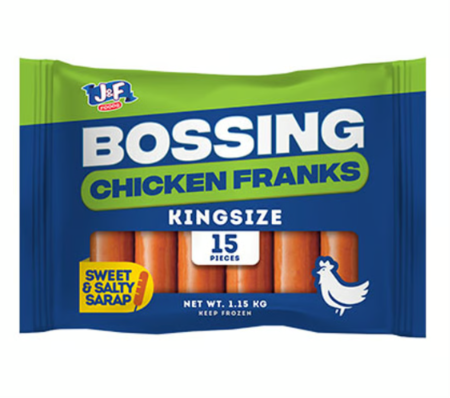 J&F
FOODS
BOSSING
CHICKEN FRANKS
KINGSIZE
15
PIECES
SWEET
& SALTY
SARAP
NET WT. 1.15 KG
KEEP FROZEN